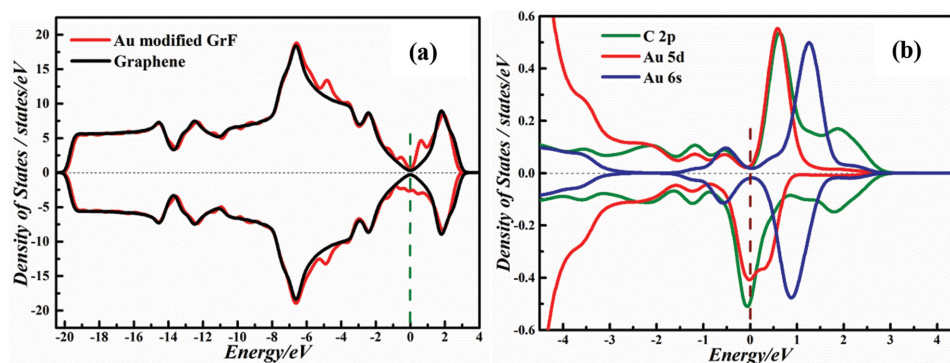 Density of States / states/eV
20
15
10
5
0
-5
-10
-15
-20
Au modified GrF
Graphene
(a)
-20 -18 -16 -14 -12 -10 -8 -6 -4 -2 0 2 4
Energy/eV
Density of States / states/eV
0.6
0.4
0.2
0.0
-0.2
-0.4
-0.6
C 2p
Au 5d
Au 6s
(b)
-4 -3 -2 -1 0 1 2 3 4
Energy/eV